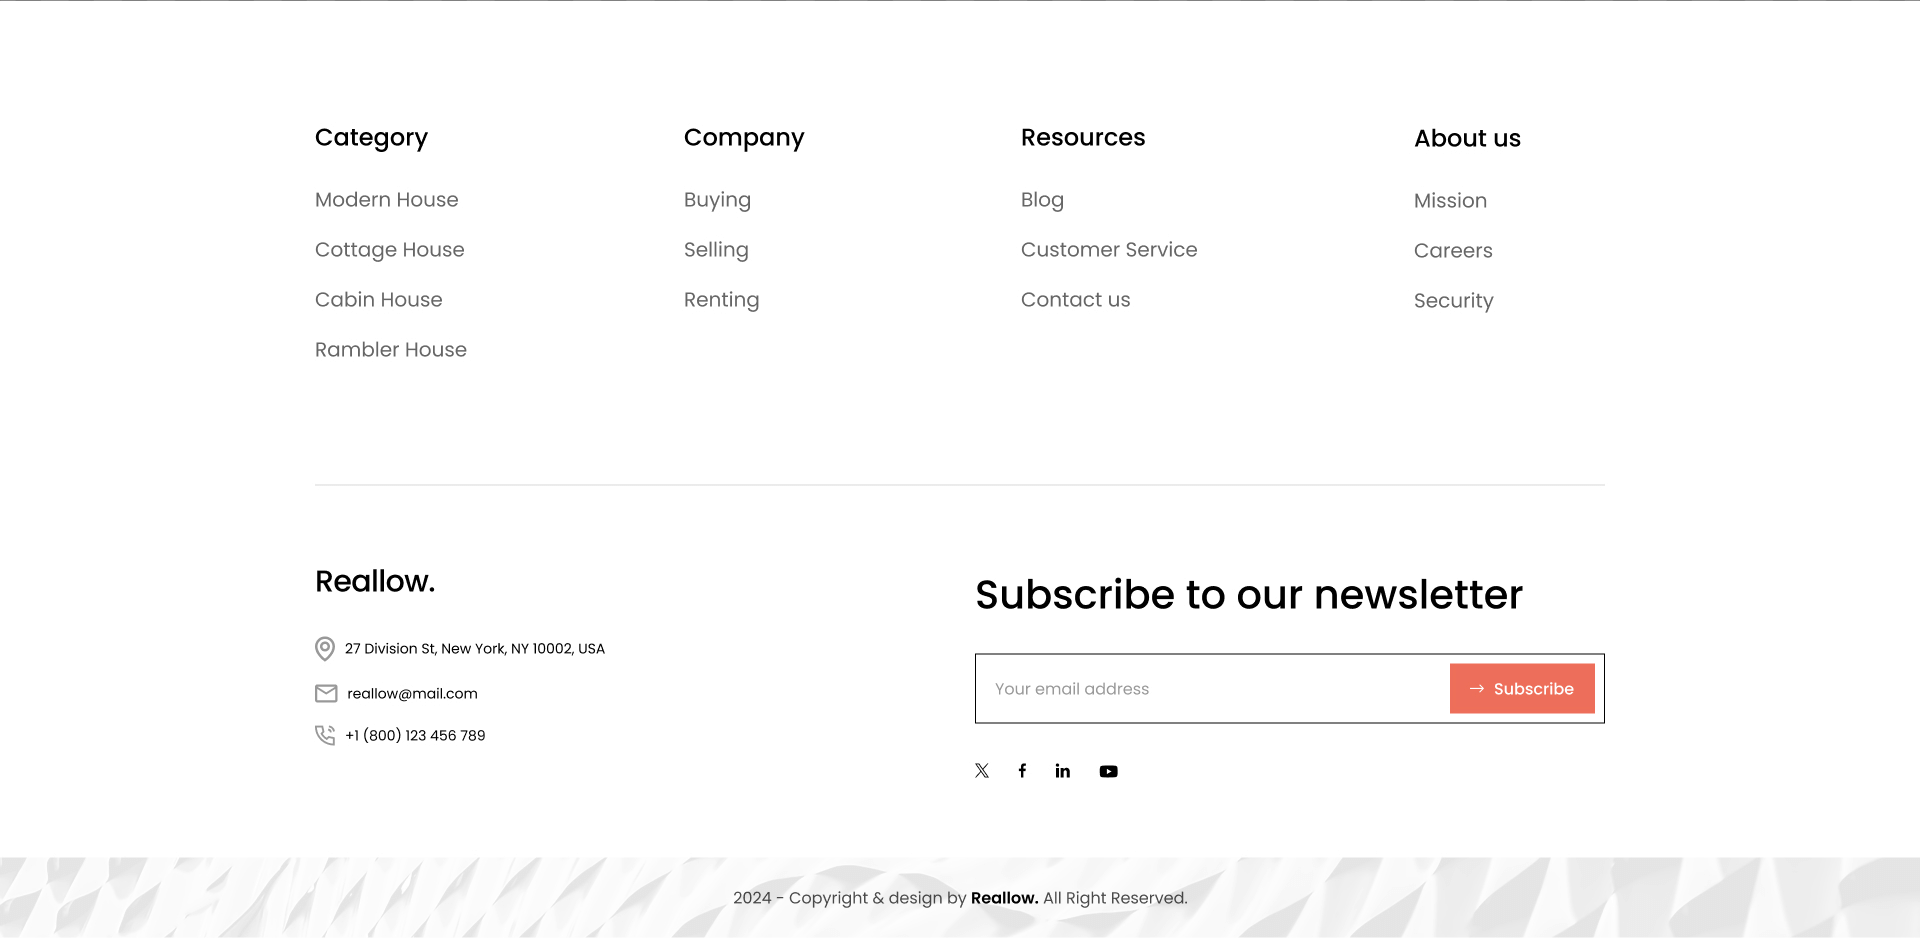 Category
Modern House
Cottage House
Cabin House
Rambler House
Company
Buying
Selling
Renting
Resources
Blog
Customer Service
Contact us
About us
Mission
Careers
Security
Reallow.
27 Division St, New York, NY 10002, USA
reallow@mail.com
+1 (800) 123 456 789
Subscribe to our newsletter
Your email address
Subscribe
2024 - Copyright & design by Reallow. All Right Reserved.